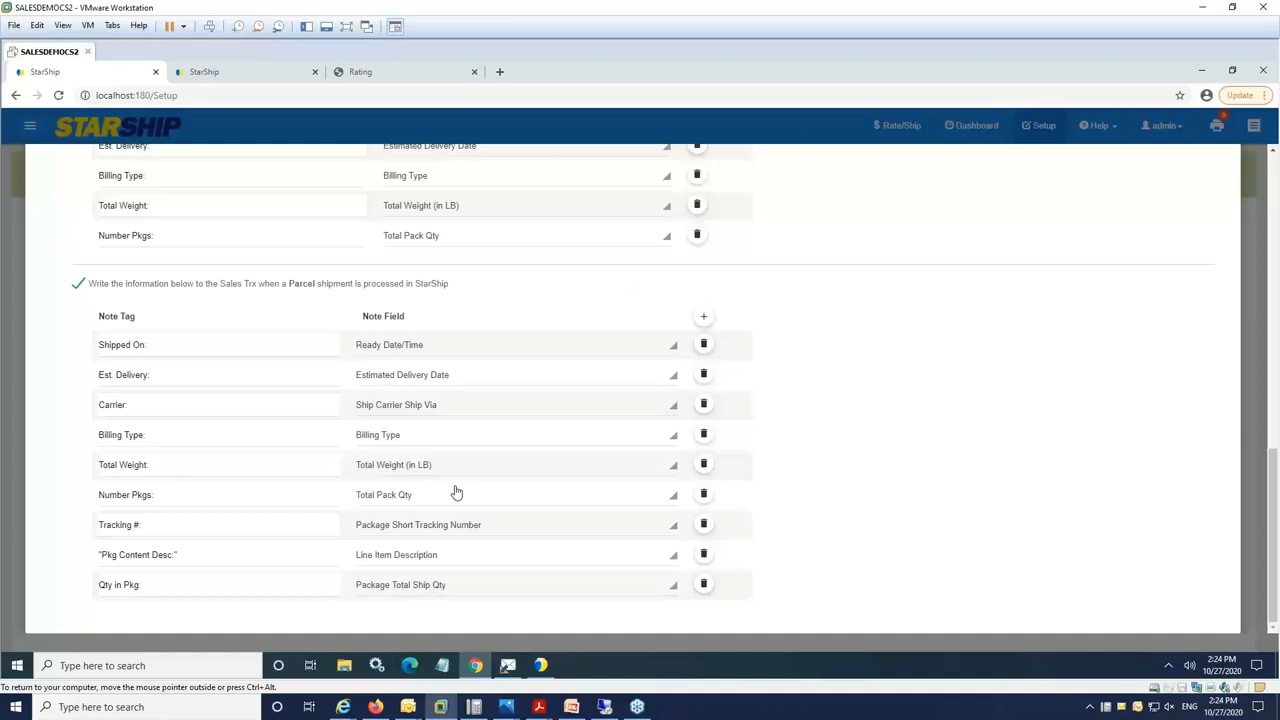 SALESDEMOCS2 - VMware Workstation
File Edit View VM Tabs Help
SALESDEMOCS2
StarShip StarShip Rating
localhost:180/Setup Update
STARSHIP $ Rate/Ship Dashboard Setup Help admin 0
Est. Delivery: Estimated Delivery Date
Billing Type: Billing Type
Total Weight: Total Weight (in LB)
Number Pkgs: Total Pack Qty
Write the information below to the Sales Trx when a Parcel shipment is processed in StarShip
Note Tag Note Field
Shipped On: Ready Date/Time
Est. Delivery: Estimated Delivery Date
Carrier: Ship Carrier Ship Via
Billing Type: Billing Type
Total Weight: Total Weight (in LB)
Number Pkgs: Total Pack Qty
Tracking #: Package Short Tracking Number
"Pkg Content Desc:" Line Item Description
Qty in Pkg: Package Total Ship Qty
Type here to search 2:24 PM
10/27/2020
To return to your computer, move the mouse pointer outside or press Ctrl+Alt.
Type here to search ENG 2:24 PM
10/27/2020